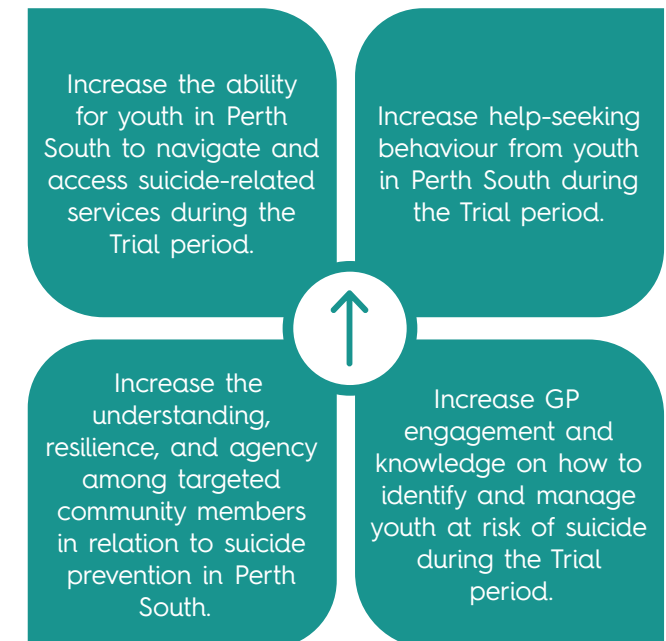 Increase the ability
for youth in Perth
South to navigate and
access suicide-related
services during the
Trial period.
Increase help-seeking
behaviour from youth
in Perth South during
the Trial period.
Increase the
understanding,
resilience, and agency
among targeted
community members
in relation to suicide
prevention in Perth
South.
Increase GP
engagement and
knowledge on how to
identify and manage
youth at risk of suicide
during the Trial
period.